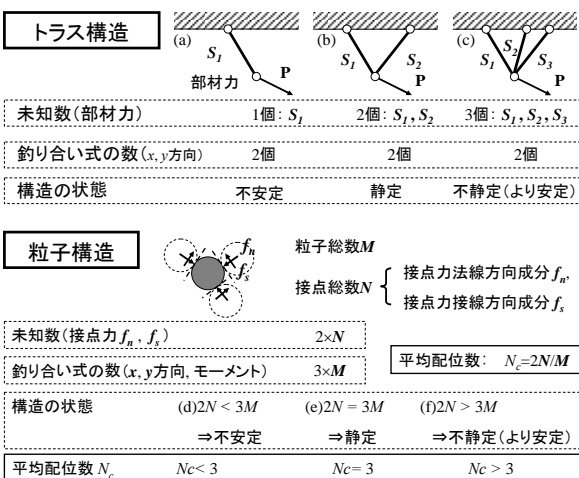 トラス構造
(a) (b) (c)
S1 S1 S2 S1 S2 S3
部材力 P P P
未知数(部材力) 1個: S1 2個: S1, S2 3個: S1, S2, S3
釣り合い式の数(x, y方向) 2個 2個 2個
構造の状態 不安定 静定 不静定(より安定)
粒子構造
fn
fs
粒子総数M
接点総数N
接点力法線方向成分 fn,
接点力接線方向成分 fs
未知数(接点力 fn , fs) 2×N
釣り合い式の数(x, y方向, モーメント) 3×M
平均配位数: Nc=2N/M
構造の状態 (d)2N < 3M (e)2N = 3M (f)2N > 3M
⇒不安定 ⇒静定 ⇒不静定(より安定)
平均配位数 Nc Nc< 3 Nc= 3 Nc > 3